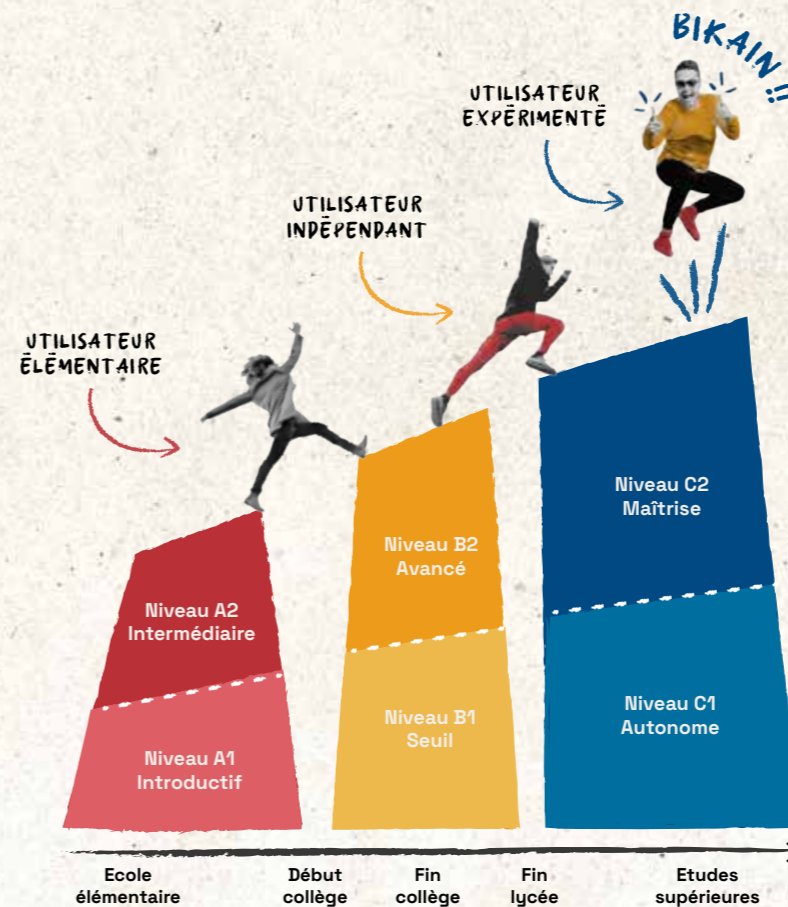 BIKAIN !!
UTILISATEUR
EXPÉRIMENTÉ
UTILISATEUR
INDÉPENDANT
UTILISATEUR
ÉLÉMENTAIRE
Niveau C2
Maîtrise
Niveau B2
Avancé
Niveau A2
Intermédiaire
Niveau C1
Autonome
Niveau B1
Seuil
Niveau A1
Introductif
Ecole
élémentaire
Début
collège
Fin
collège
Fin
lycée
Etudes
supérieures